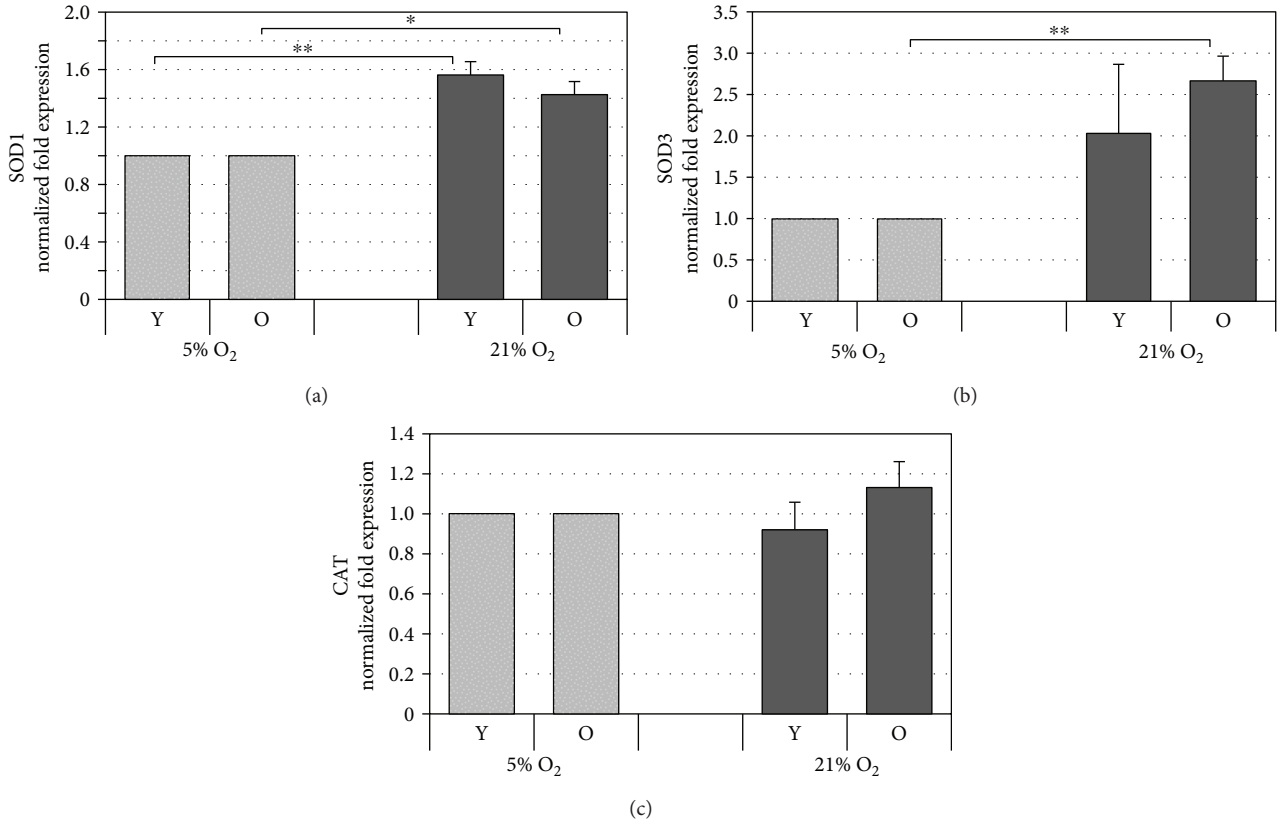 SOD1
normalized fold expression
2.0
1.6
1.2
0.8
0.4
0
*
**
Y
O
Y
O
5% O₂
21% O₂
(a)
SOD3
normalized fold expression
3.5
3.0
2.5
2.0
1.5
1.0
0.5
0
**
Y
O
Y
O
5% O₂
21% O₂
(b)
CAT
normalized fold expression
1.4
1.2
1.0
0.8
0.6
0.4
0.2
0
Y
O
Y
O
5% O₂
21% O₂
(c)